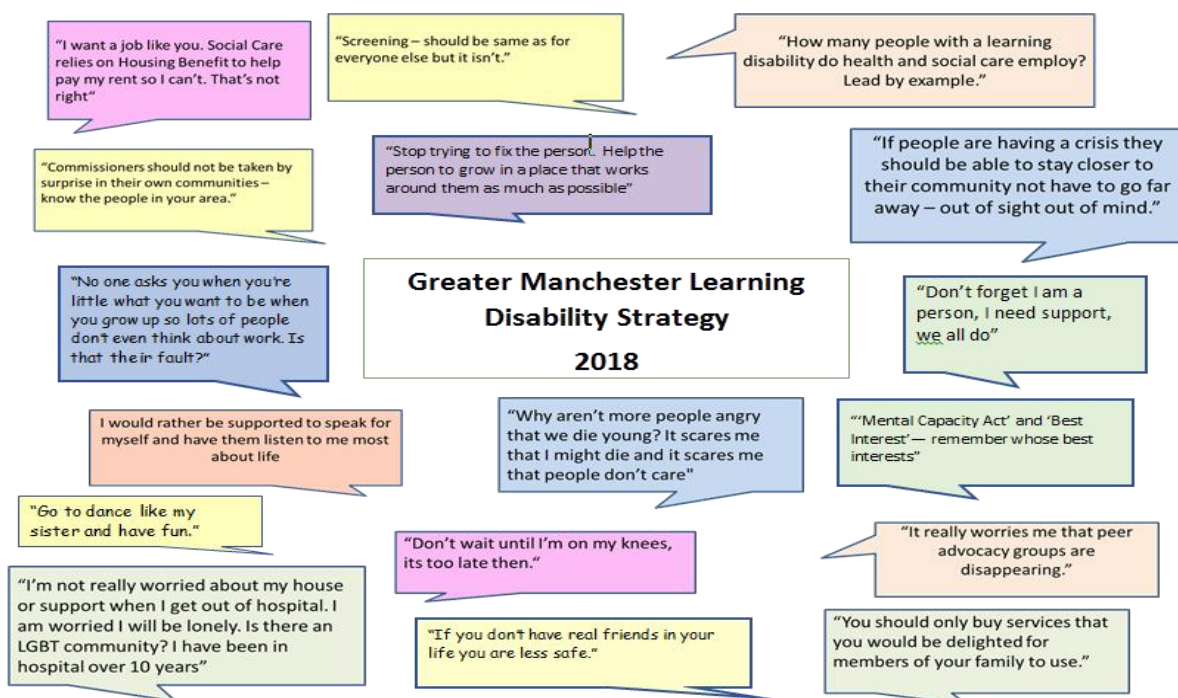 "I want a job like you. Social Care
relies on Housing Benefit to help
pay my rent so I can't. That's not
right"
"Screening – should be same as for
everyone else but it isn't."
"How many people with a learning
disability do health and social care employ?
Lead by example."
"Commissioners should not be taken by
surprise in their own communities –
know the people in your area."
"Stop trying to fix the person.  Help the
person to grow in a place that works
around them as much as possible"
"If people are having a crisis they
should be able to stay closer to
their community not have to go far
away – out of sight out of mind."
"No one asks you when you're
little what you want to be when
you grow up so lots of people
don't even think about work. Is
that their fault?"
Greater Manchester Learning
Disability Strategy
2018
"Don't forget I am a
person, I need support,
we all do"
I would rather be supported to speak for
myself and have them listen to me most
about life
"Why aren't more people angry
that we die young? It scares me
that I might die and it scares me
that people don't care"
"'Mental Capacity Act' and 'Best
Interest'— remember whose best
interests"
"Go to dance like my
sister and have fun."
"Don't wait until I'm on my knees,
its too late then."
"It really worries me that peer
advocacy groups are
disappearing."
"I'm not really worried about my house
or support when I get out of hospital. I
am worried I will be lonely. Is there an
LGBT community? I have been in
hospital over 10 years"
"If you don't have real friends in your
life you are less safe."
"You should only buy services that
you would be delighted for
members of your family to use."